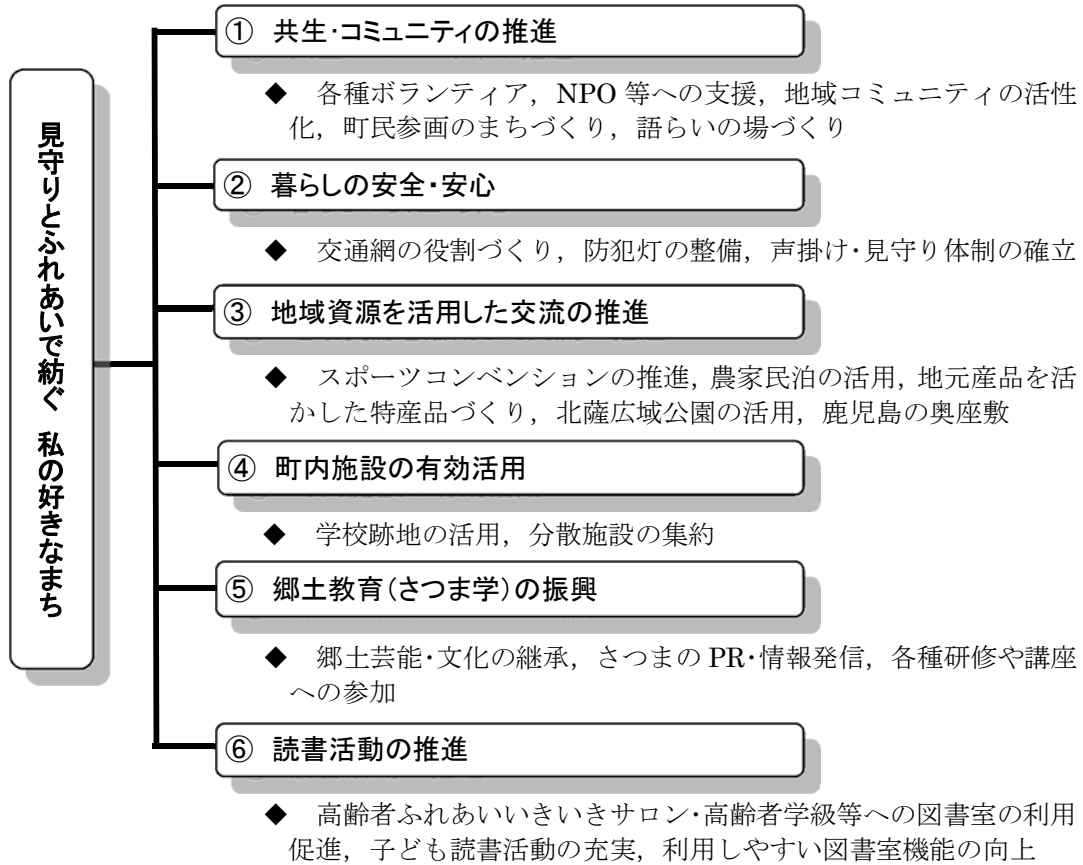 見守りとふれあいで紡ぐ　私の好きなまち
①　共生･コミュニティの推進
◆　各種ボランティア，NPO 等への支援，地域コミュニティの活性
化，町民参画のまちづくり，語らいの場づくり
②　暮らしの安全・安心
◆　交通網の役割づくり，防犯灯の整備，声掛け･見守り体制の確立
③　地域資源を活用した交流の推進
◆　スポーツコンベンションの推進，農家民泊の活用，地元産品を活
かした特産品づくり，北薩広域公園の活用，鹿児島の奥座敷
④　町内施設の有効活用
◆　学校跡地の活用，分散施設の集約
⑤　郷土教育（さつま学）の振興
◆　郷土芸能･文化の継承，さつまの PR･情報発信，各種研修や講座
への参加
⑥　読書活動の推進
◆　高齢者ふれあいいきいきサロン･高齢者学級等への図書室の利用
促進，子ども読書活動の充実，利用しやすい図書室機能の向上